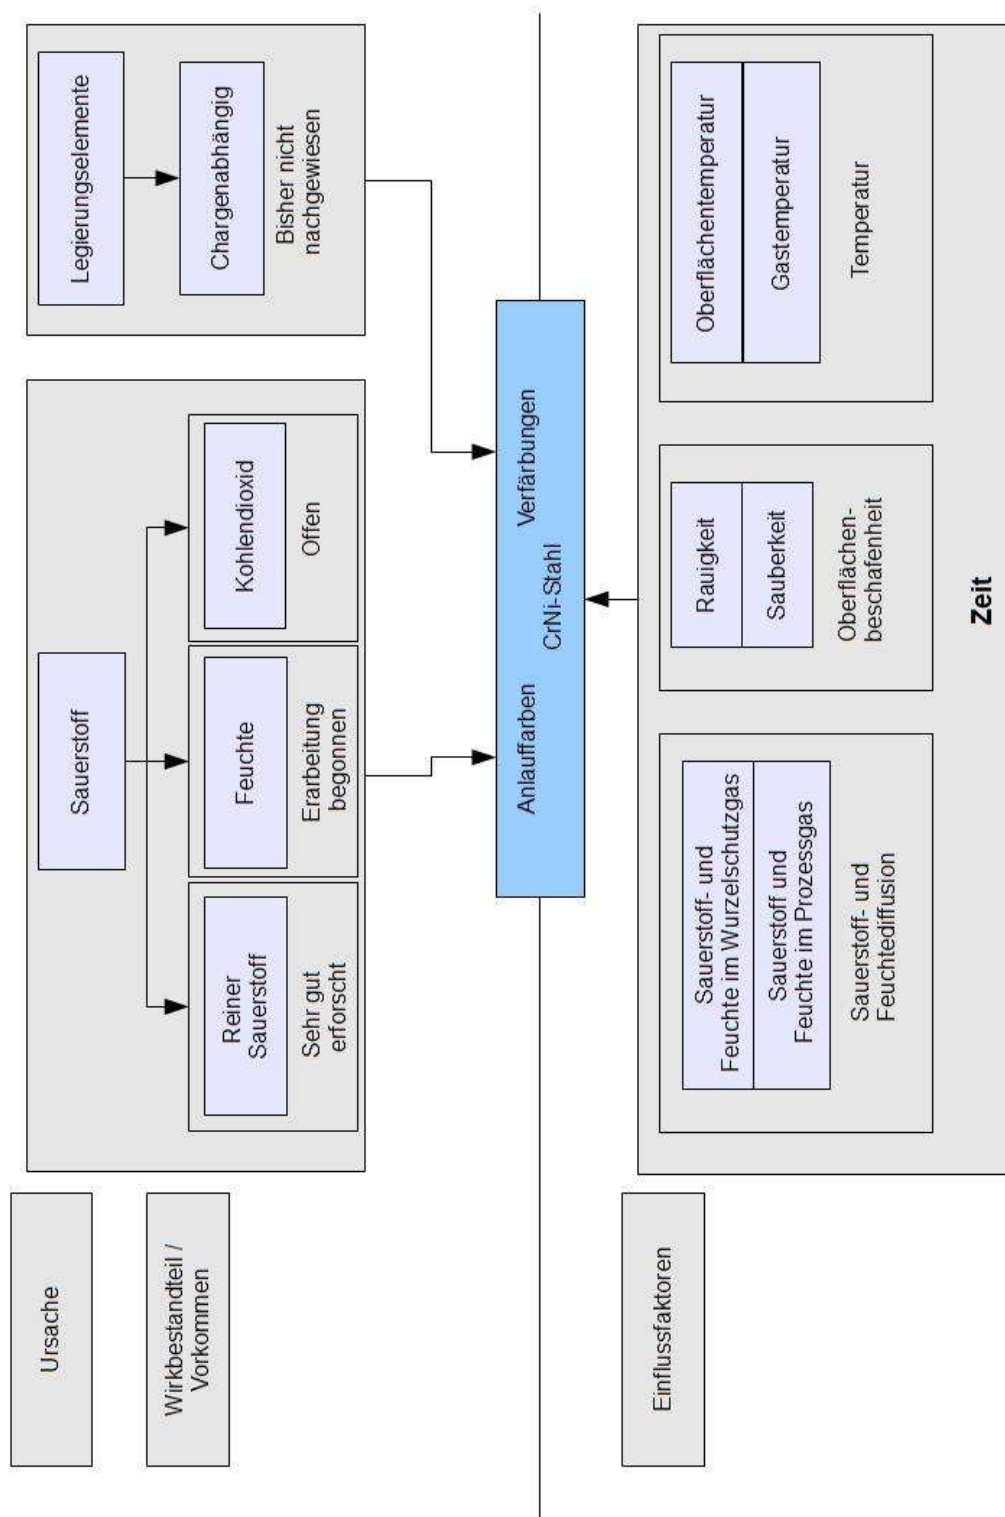 Ursache
Wirkbestandteil /
Vorkommen
Sauerstoff
Reiner
Sauerstoff
Sehr gut
erforscht
Feuchte
Erarbeitung
begonnen
Kohlendioxid
Offen
Legierungselemente
Chargenabhängig
Bisher nicht
nachgewiesen
Anlauffarben
Verfärbungen
CrNi-Stahl
Einflussfaktoren
Sauerstoff- und
Feuchte im Wurzelschutzgas
Sauerstoff und
Feuchte im Prozessgas
Sauerstoff- und
Feuchtediffusion
Rauigkeit
Sauberkeit
Oberflächen-
beschafenheit
Oberflächentemperatur
Gastemperatur
Temperatur
Zeit